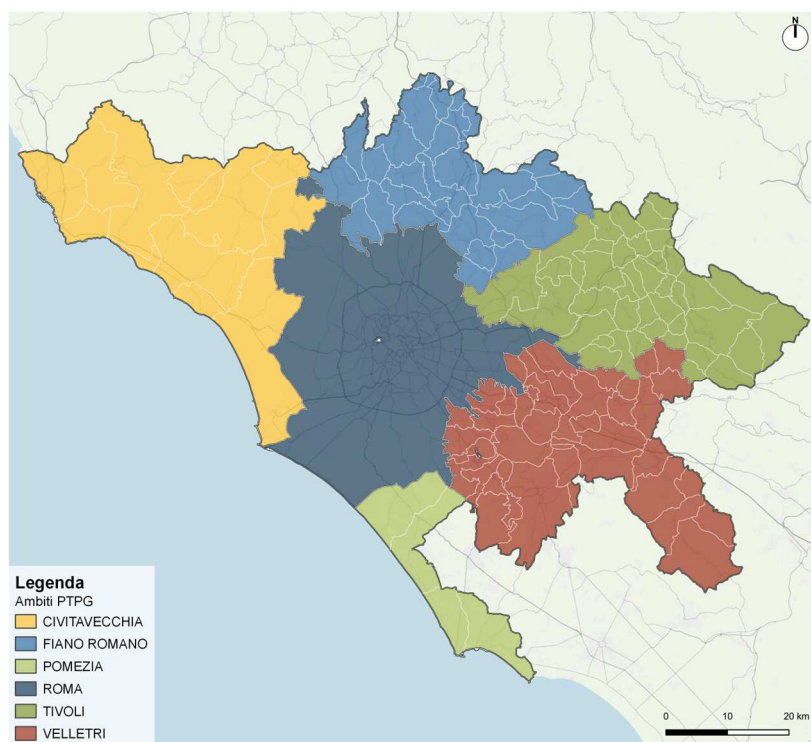 N
Legenda
Ambiti PTPG
CIVITAVECCHIA
FIANO ROMANO
POMEZIA
ROMA
TIVOLI
VELLETRI
0 10 20 km